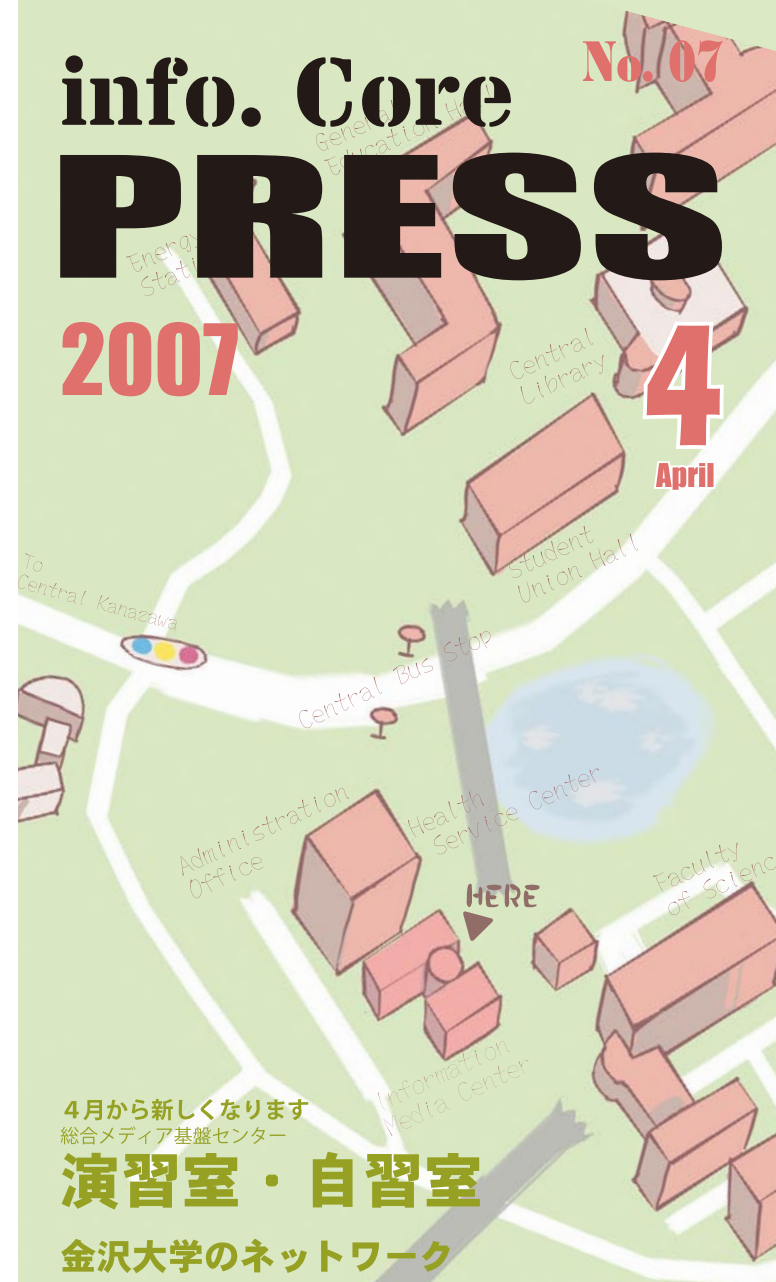 info. Core
No. 07
PRESS
2007
4
April
General
Education Hall
Energy
Stati
Central
Library
Student
Union Hall
To
Central Kanazawa
Central Bus Stop
Administration
Office
Health
Service Center
HERE
Faculty
of Scienc
Information
Media Center
４月から新しくなります
総合メディア基盤センター
演習室・自習室
金沢大学のネットワーク